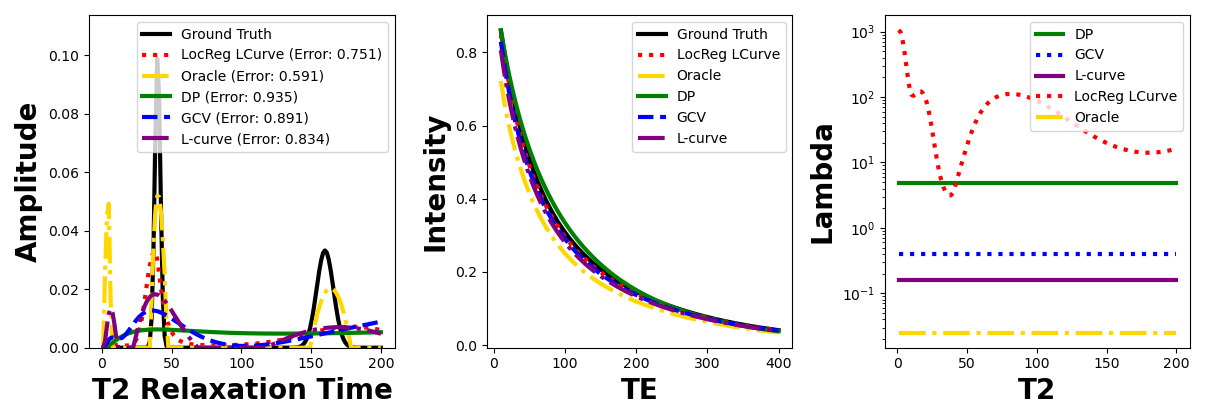 Amplitude
0.10
0.08
0.06
0.04
0.02
0.00
Ground Truth
LocReg LCurve (Error: 0.751)
Oracle (Error: 0.591)
DP (Error: 0.935)
GCV (Error: 0.891)
L-curve (Error: 0.834)
0 50 100 150 200
T2 Relaxation Time
Intensity
0.8
0.6
0.4
0.2
0.0
Ground Truth
LocReg LCurve
Oracle
DP
GCV
L-curve
0 100 200 300 400
TE
Lambda
10³
10²
10¹
10⁰
10⁻¹
DP
GCV
L-curve
LocReg LCurve
Oracle
0 50 100 150 200
T2